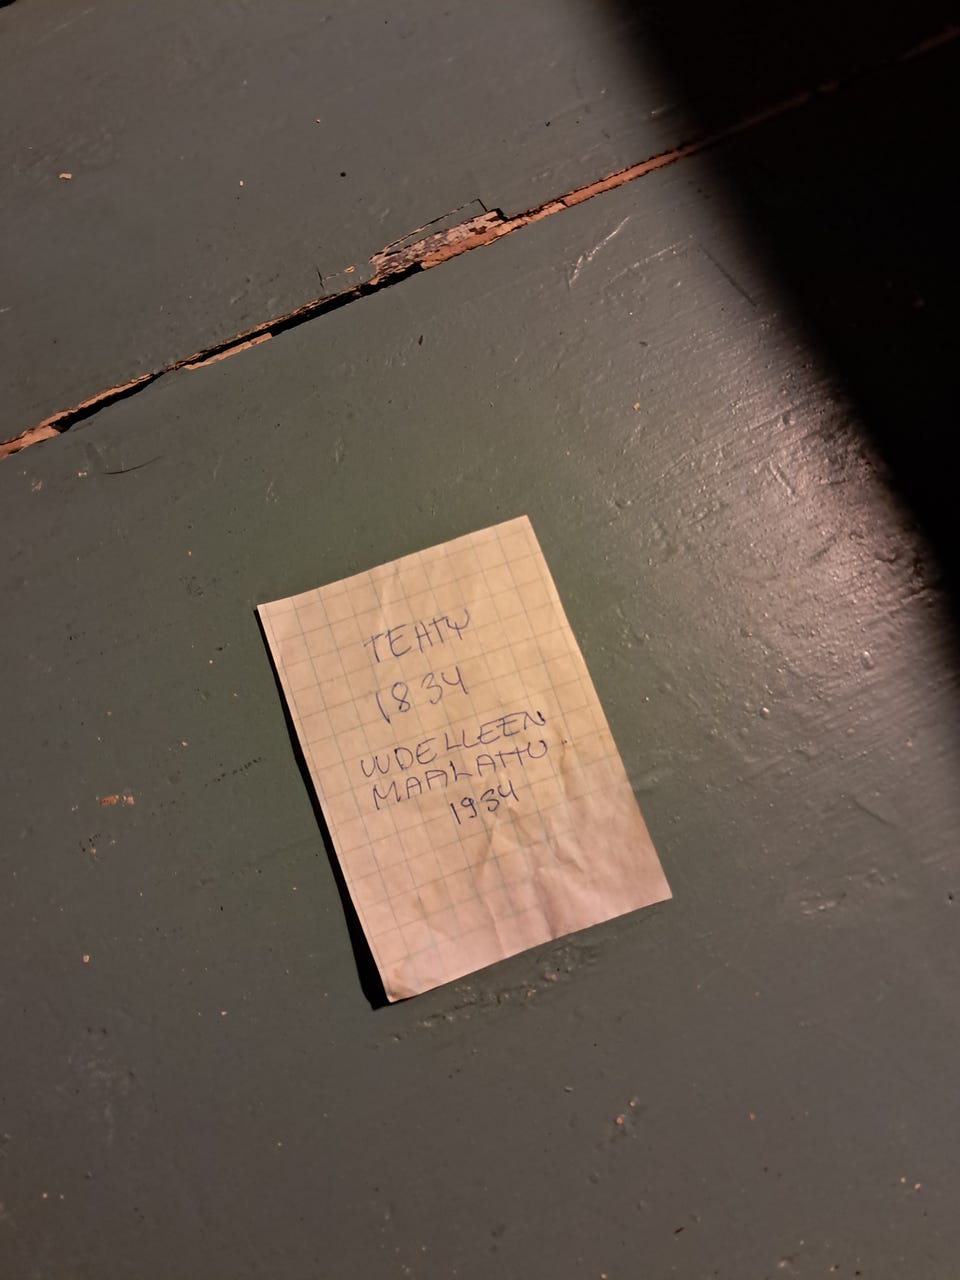 TEHTY
1834
UUDELLEEN
MAALATTU.
1934